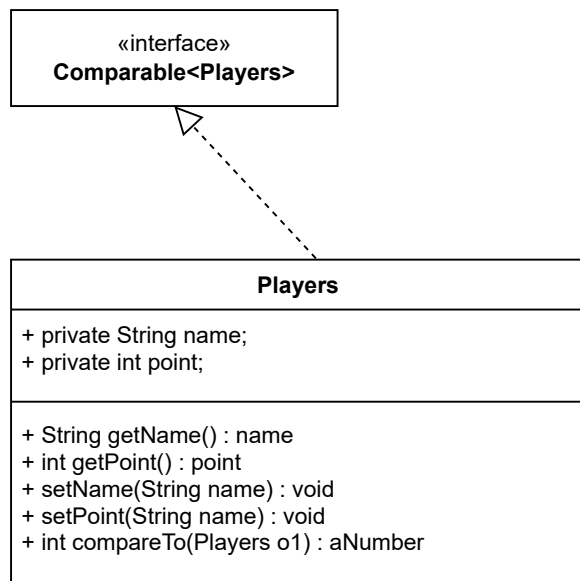 «interface»
Comparable<Players>
Players
+ private String name;
+ private int point;
+ String getName() : name
+ int getPoint() : point
+ setName(String name) : void
+ setPoint(String name) : void
+ int compareTo(Players o1) : aNumber